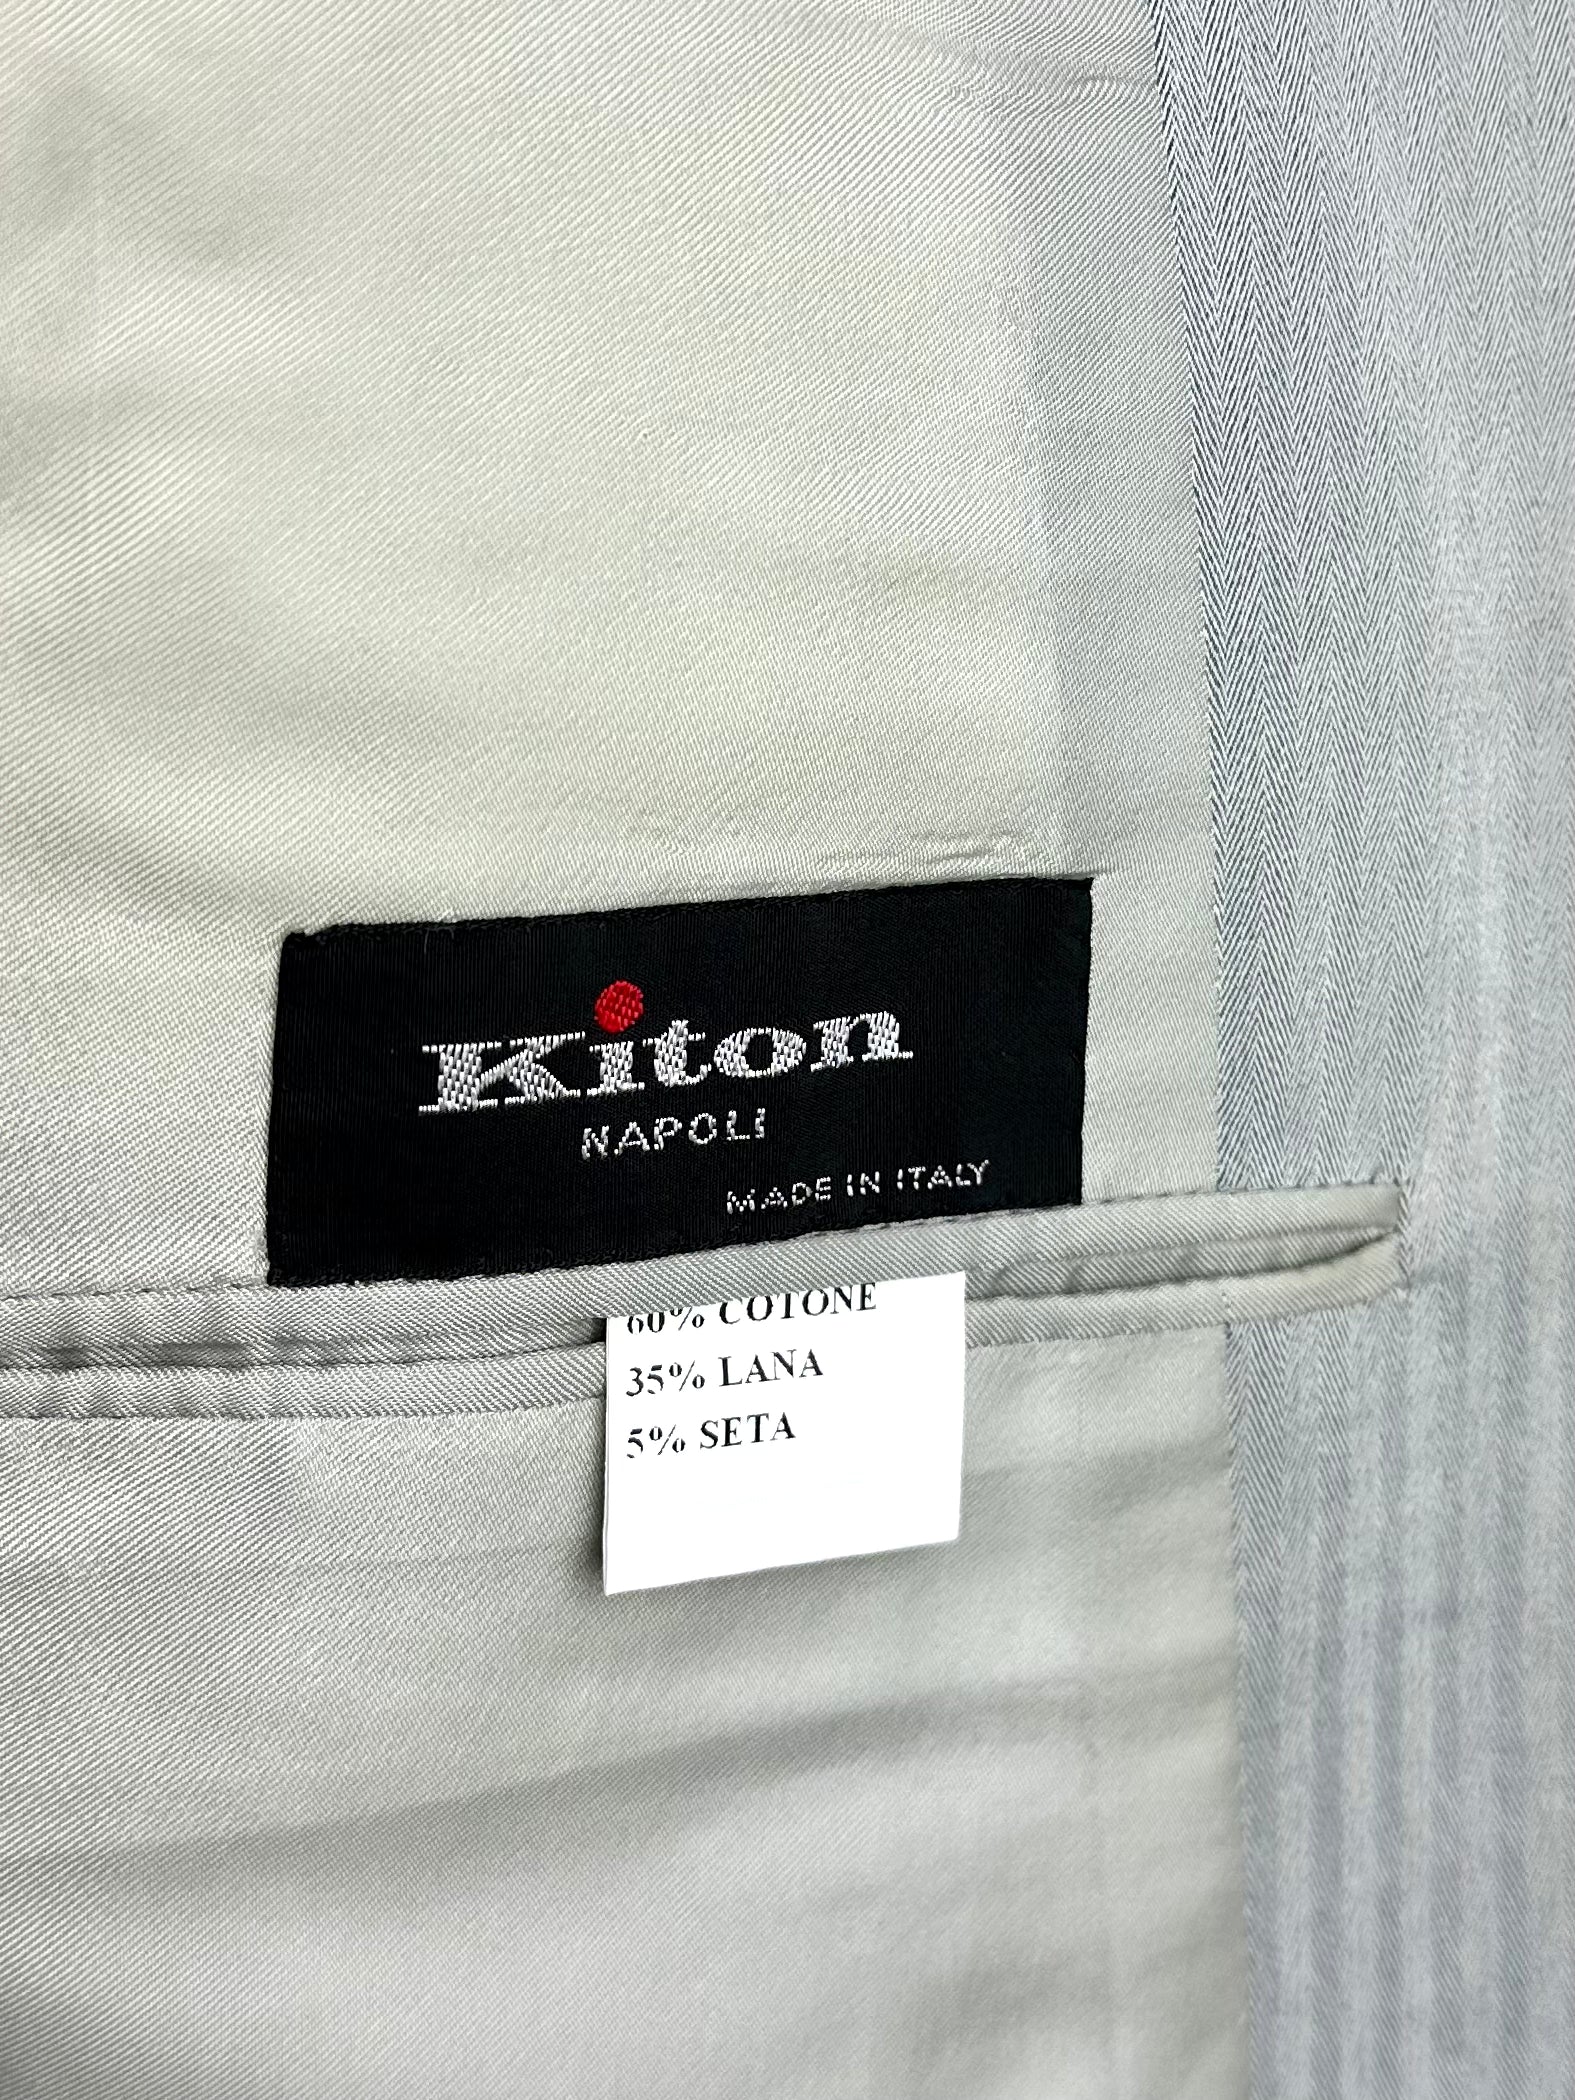 Kiton
NAPOLI
MADE IN ITALY
60% COTONE
35% LANA
5% SETA